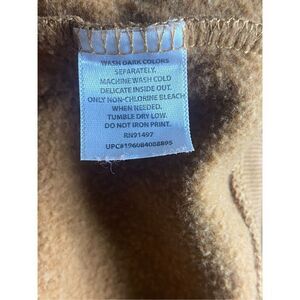 WASH DARK COLORS
SEPARATELY.
MACHINE WASH COLD
DELICATE INSIDE OUT.
ONLY NON-CHLORINE BLEACH
WHEN NEEDED.
TUMBLE DRY LOW.
DO NOT IRON PRINT.
RN91497
UPC#196084088895